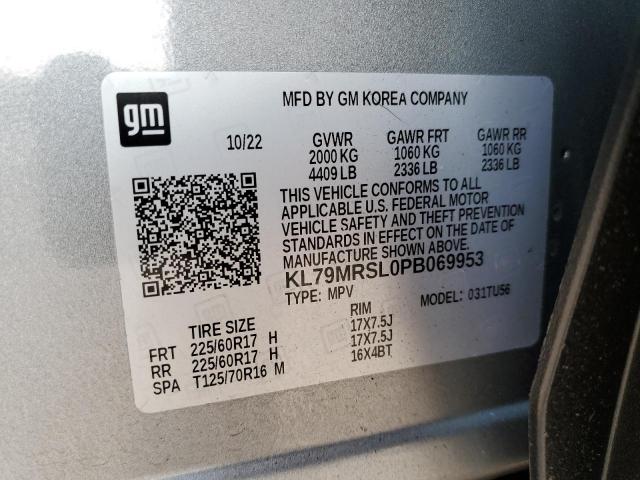 gm
MFD BY GM KOREA COMPANY
10/22 GVWR GAWR FRT GAWR RR
2000 KG 1060 KG 1060 KG
4409 LB 2336 LB 2336 LB
THIS VEHICLE CONFORMS TO ALL
APPLICABLE U.S. FEDERAL MOTOR
VEHICLE SAFETY AND THEFT PREVENTION
STANDARDS IN EFFECT ON THE DATE OF
MANUFACTURE SHOWN ABOVE.
KL79MRSL0PB069953
TYPE: MPV MODEL: 031TU56
TIRE SIZE RIM
FRT 225/60R17 H 17X7.5J
RR 225/60R17 H 17X7.5J
SPA T125/70R16 M 16X4BT